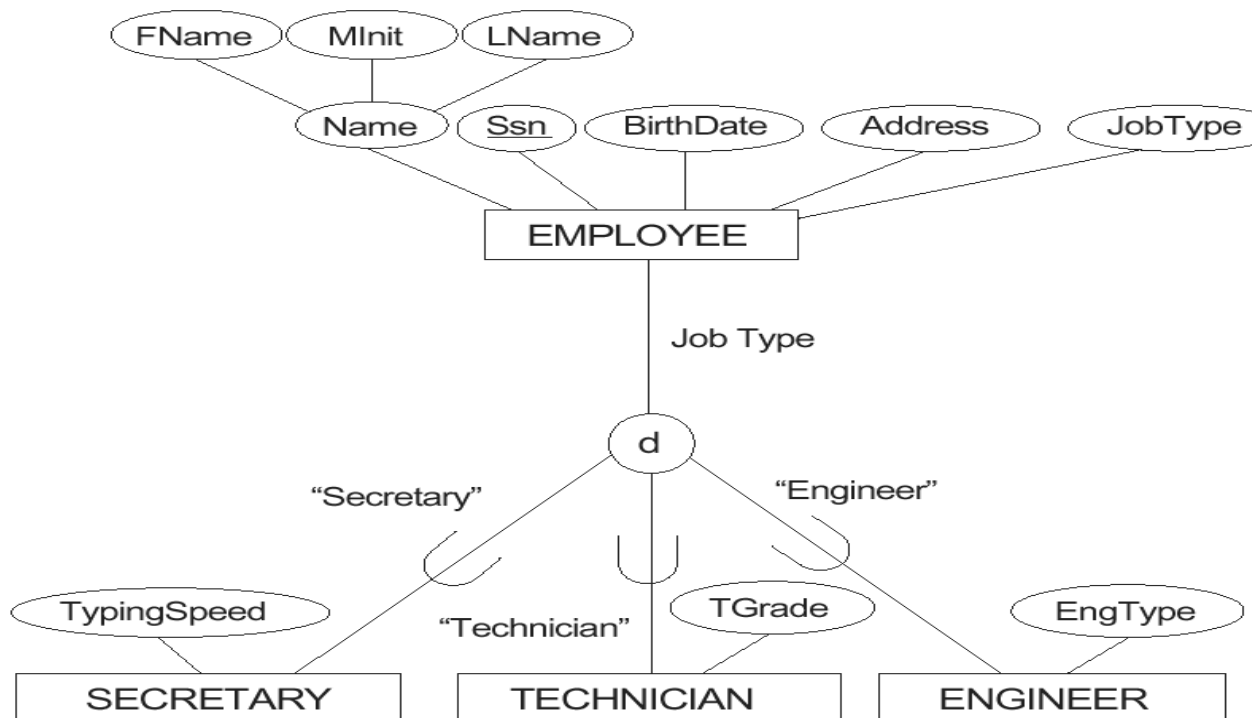 FName MInit LName
Name Ssn BirthDate Address JobType
EMPLOYEE
Job Type
d
“Secretary” “Engineer”
TypingSpeed “Technician” TGrade EngType
SECRETARY TECHNICIAN ENGINEER